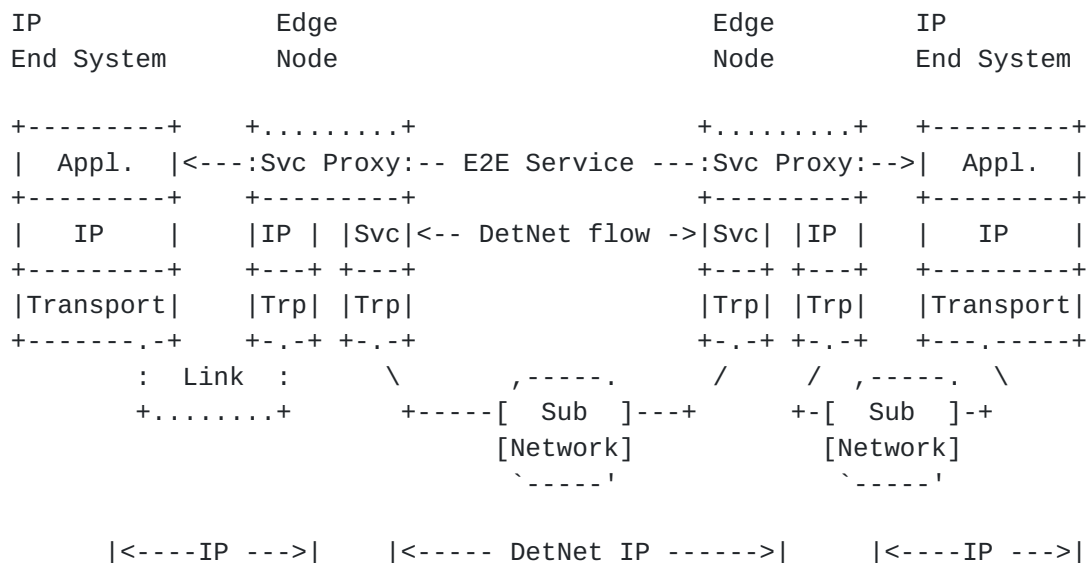 IP               Edge                        Edge         IP
End System       Node                        Node         End System

+---------+     +.........+                 +.........+   +---------+
|  Appl.  |<---:Svc Proxy:-- E2E Service ---:Svc Proxy:-->|  Appl.  |
+---------+     +---------+                 +---------+   +---------+
|   IP    |     |IP | |Svc|<-- DetNet flow ->|Svc| |IP |   |   IP    |
+---------+     +---+ +---+                 +---+ +---+   +---------+
|Transport|     |Trp| |Trp|                 |Trp| |Trp|   |Transport|
+-------.-+     +-.-+ +-.-+                 +-.-+ +-.-+   +---.-----+
        :  Link  :      \       ,-----.      /     /  ,-----.  \
        +........+       +-----[  Sub  ]---+      +-[  Sub  ]-+
                               [Network]            [Network]
                                `-----'              `-----'

      |<----IP --->|    |<----- DetNet IP ------>|     |<----IP --->|